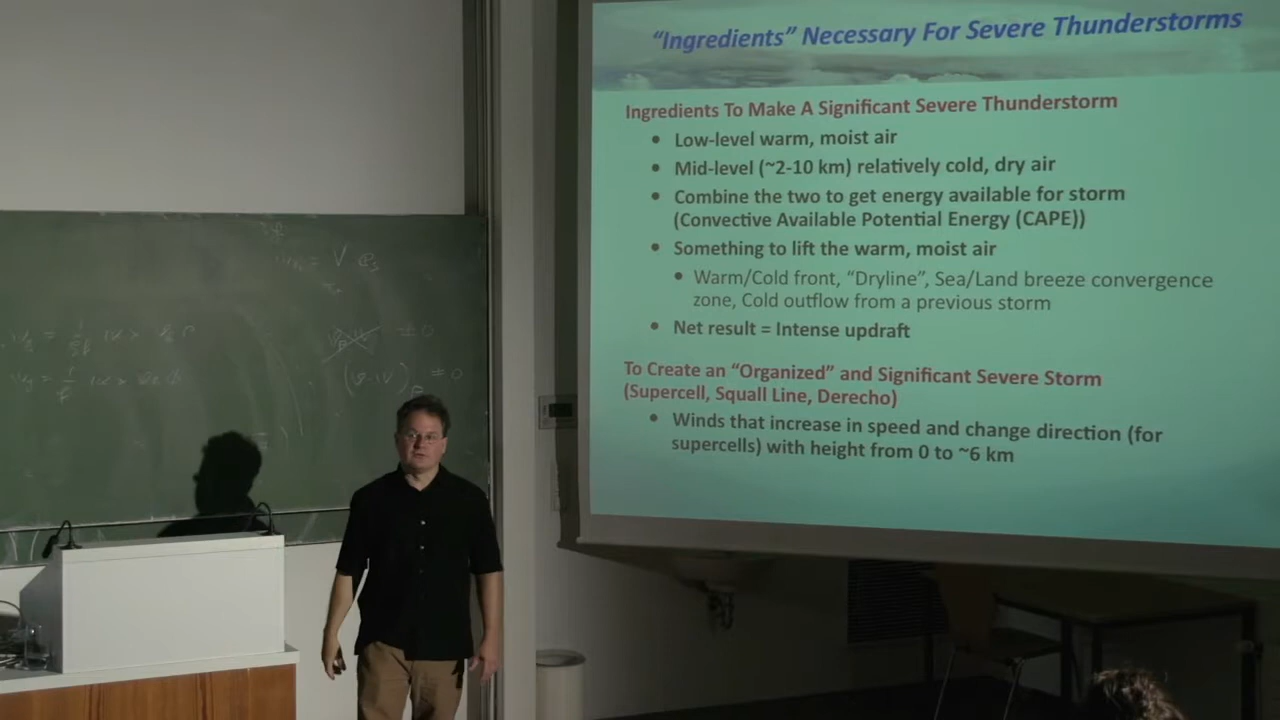 “Ingredients” Necessary For Severe Thunderstorms
Ingredients To Make A Significant Severe Thunderstorm
• Low-level warm, moist air
• Mid-level (~2-10 km) relatively cold, dry air
• Combine the two to get energy available for storm
(Convective Available Potential Energy (CAPE))
• Something to lift the warm, moist air
• Warm/Cold front, “Dryline”, Sea/Land breeze convergence
zone, Cold outflow from a previous storm
• Net result = Intense updraft
To Create an “Organized” and Significant Severe Storm
(Supercell, Squall Line, Derecho)
• Winds that increase in speed and change direction (for
supercells) with height from 0 to ~6 km